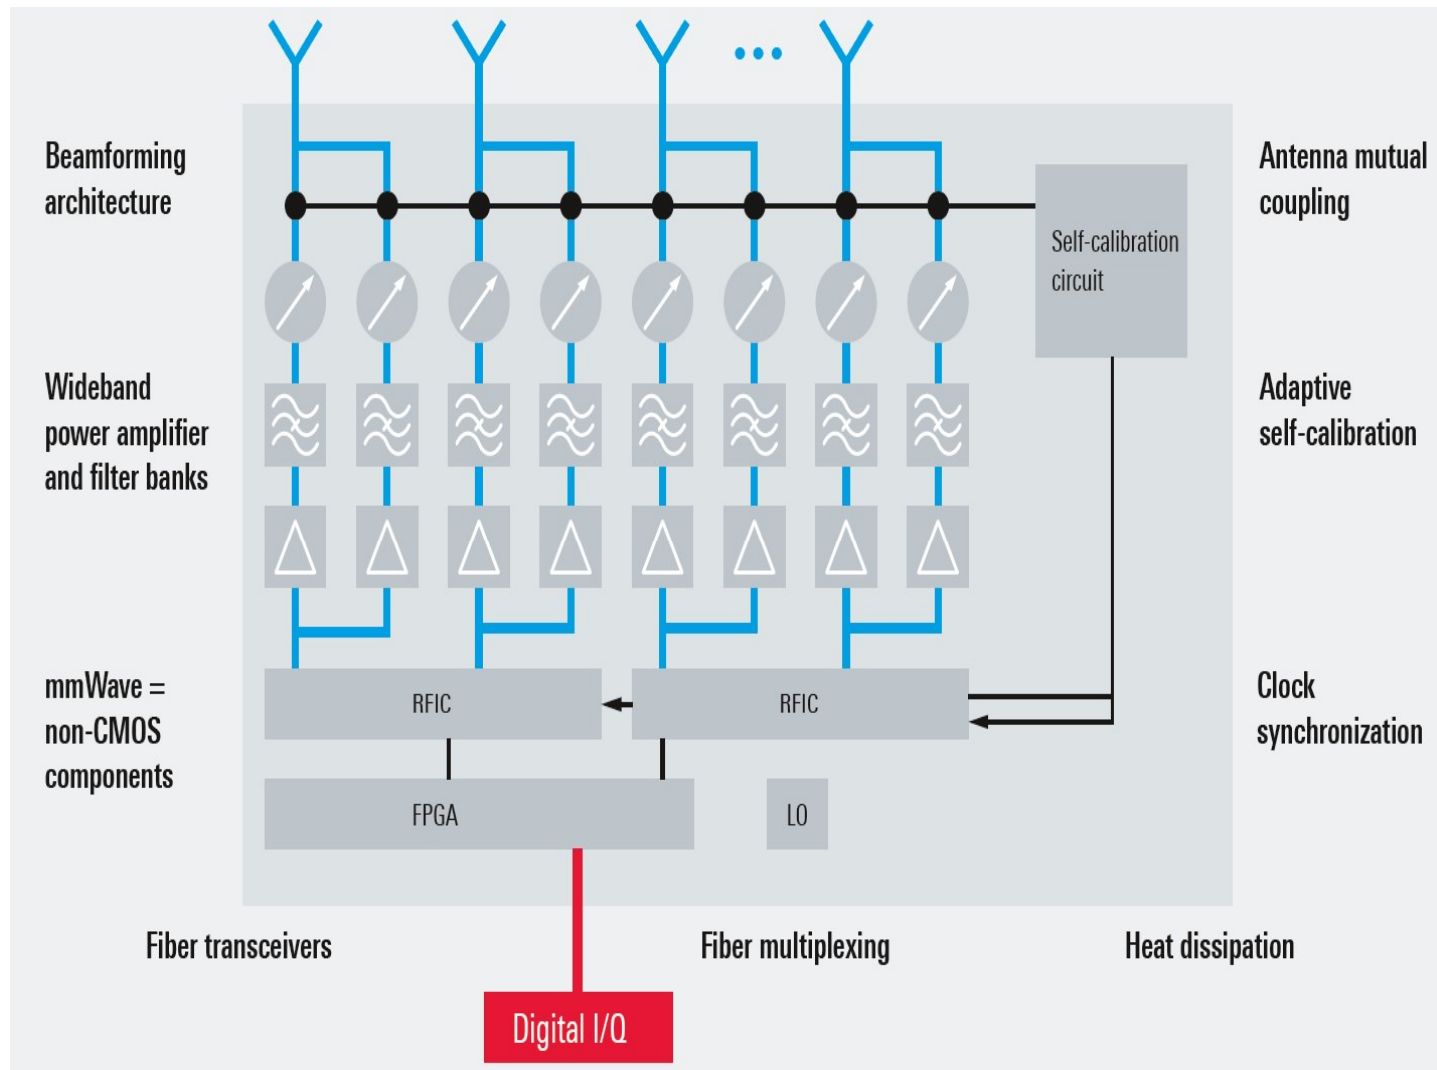 Beamforming
architecture
Antenna mutual
coupling
Self-calibration
circuit
Wideband
power amplifier
and filter banks
Adaptive
self-calibration
mmWave =
non-CMOS
components
RFIC
RFIC
Clock
synchronization
FPGA
LO
Fiber transceivers
Fiber multiplexing
Heat dissipation
Digital I/Q